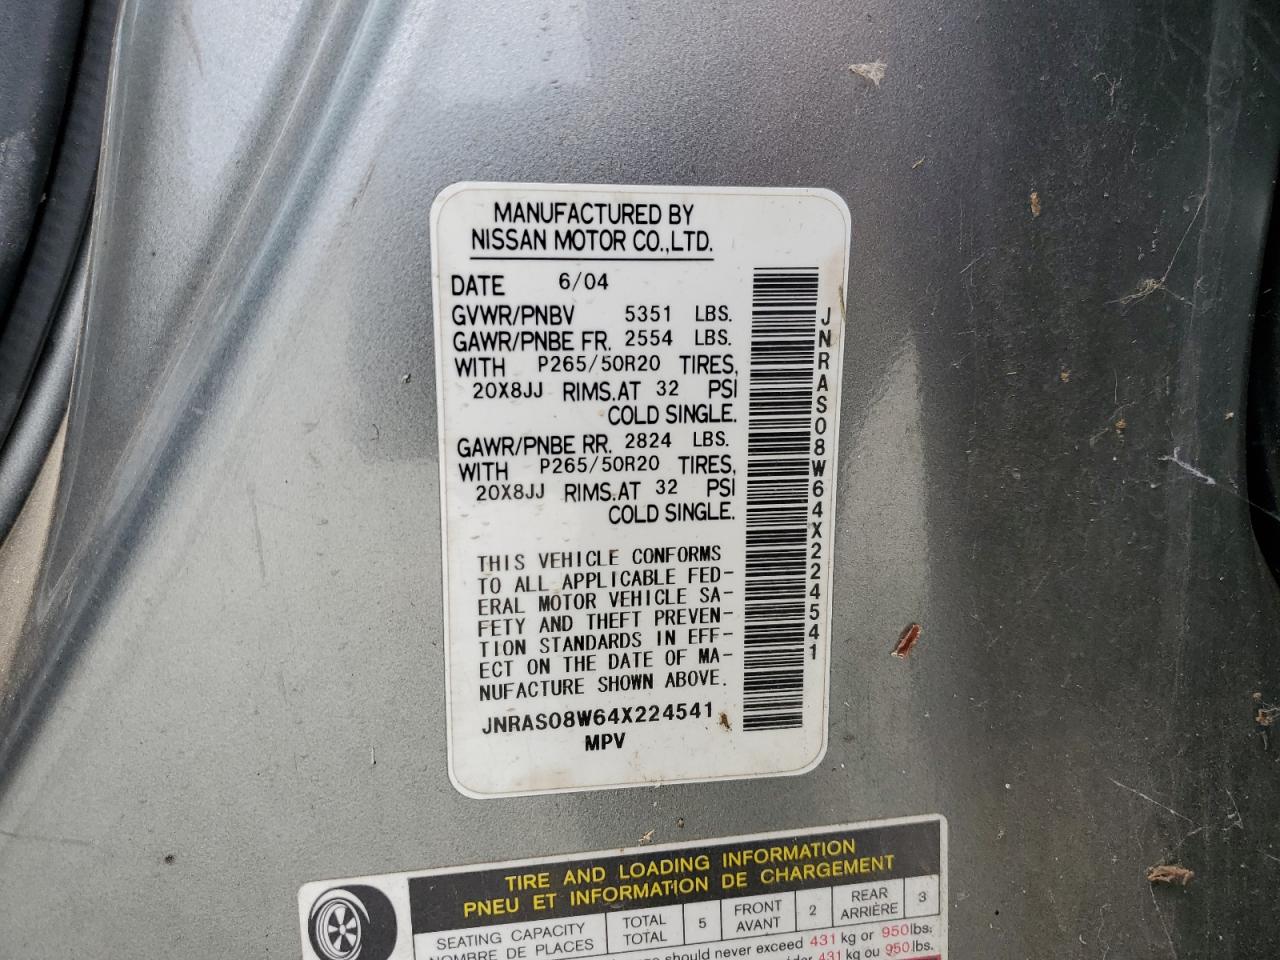 MANUFACTURED BY
NISSAN MOTOR CO.,LTD.
DATE 6/04
GVWR/PNBV 5351 LBS.
GAWR/PNBE FR. 2554 LBS.
WITH P265/50R20 TIRES,
20X8JJ RIMS.AT 32 PSI
COLD SINGLE.
GAWR/PNBE RR. 2824 LBS.
WITH P265/50R20 TIRES,
20X8JJ RIMS.AT 32 PSI
COLD SINGLE.
THIS VEHICLE CONFORMS
TO ALL APPLICABLE FED-
ERAL MOTOR VEHICLE SA-
FETY AND THEFT PREVEN-
TION STANDARDS IN EFF-
ECT ON THE DATE OF MA-
NUFACTURE SHOWN ABOVE.
JNRAS08W64X224541
MPV
JNRAS08W64X224541
TIRE AND LOADING INFORMATION
PNEU ET INFORMATION DE CHARGEMENT
SEATING CAPACITY TOTAL 5 FRONT 2 REAR 3
NOMBRE DE PLACES TOTAL AVANT ARRIÈRE
should never exceed 431 kg or 950lbs.
431 kg ou 950lbs.